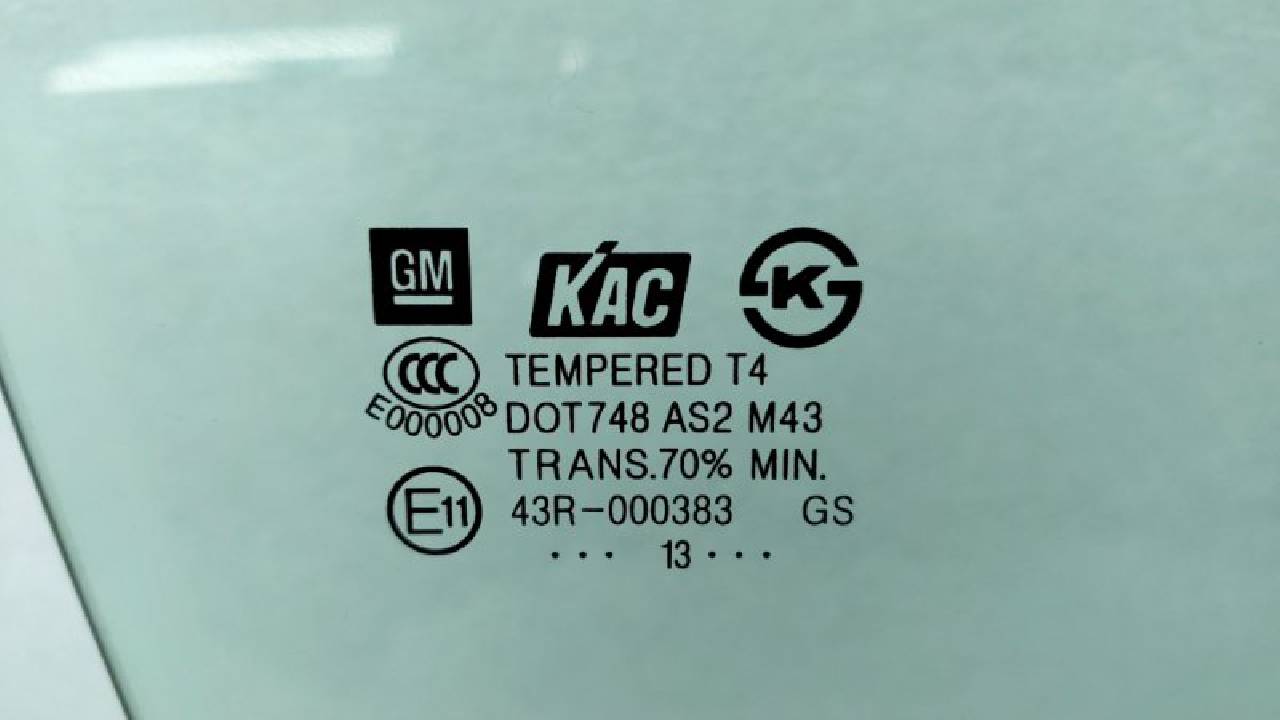 GM KAC K
CCC TEMPERED T4
E000008 DOT748 AS2 M43
TRANS.70% MIN.
E11 43R-000383 GS
··· 13 ···